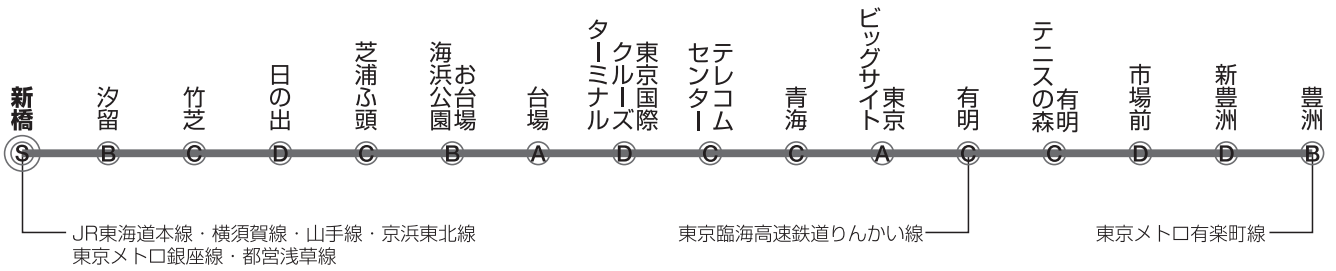 新橋
汐留
竹芝
日の出
芝浦ふ頭
お台場
海浜公園
台場
東京国際
クルーズ
ターミナル
テレコム
センター
青海
東京
ビッグサイト
有明
有明
テニスの森
市場前
新豊洲
豊洲
S B C D C B A D C C A C C D D B
JR東海道本線・横須賀線・山手線・京浜東北線
東京メトロ銀座線・都営浅草線
東京臨海高速鉄道りんかい線
東京メトロ有楽町線